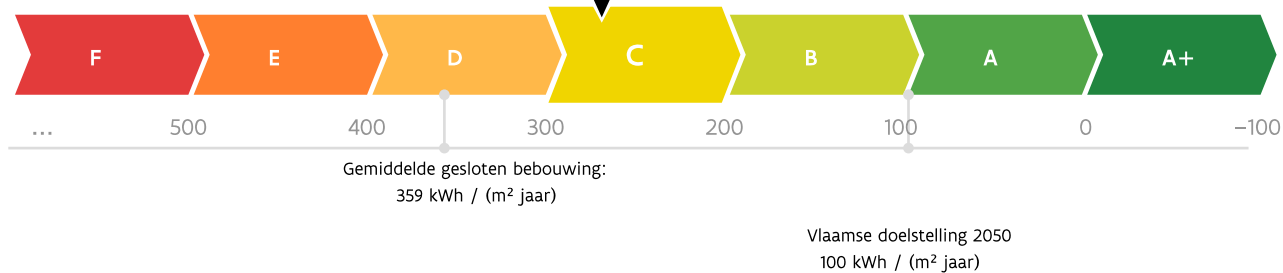 F E D C B A A+
... 500 400 300 200 100 0 −100
Gemiddelde gesloten bebouwing:
359 kWh / (m² jaar)
Vlaamse doelstelling 2050
100 kWh / (m² jaar)